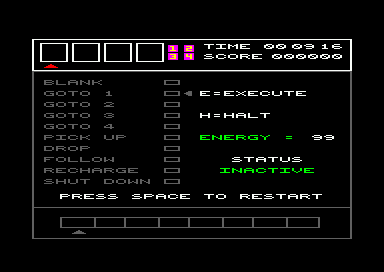 1 2 TIME 00 09 16
3 4 SCORE 000000
BLANK
GOTO 1 E=EXECUTE
GOTO 2
GOTO 3 H=HALT
GOTO 4
PICK UP ENERGY = 99
DROP
FOLLOW STATUS
RECHARGE INACTIVE
SHUT DOWN
PRESS SPACE TO RESTART